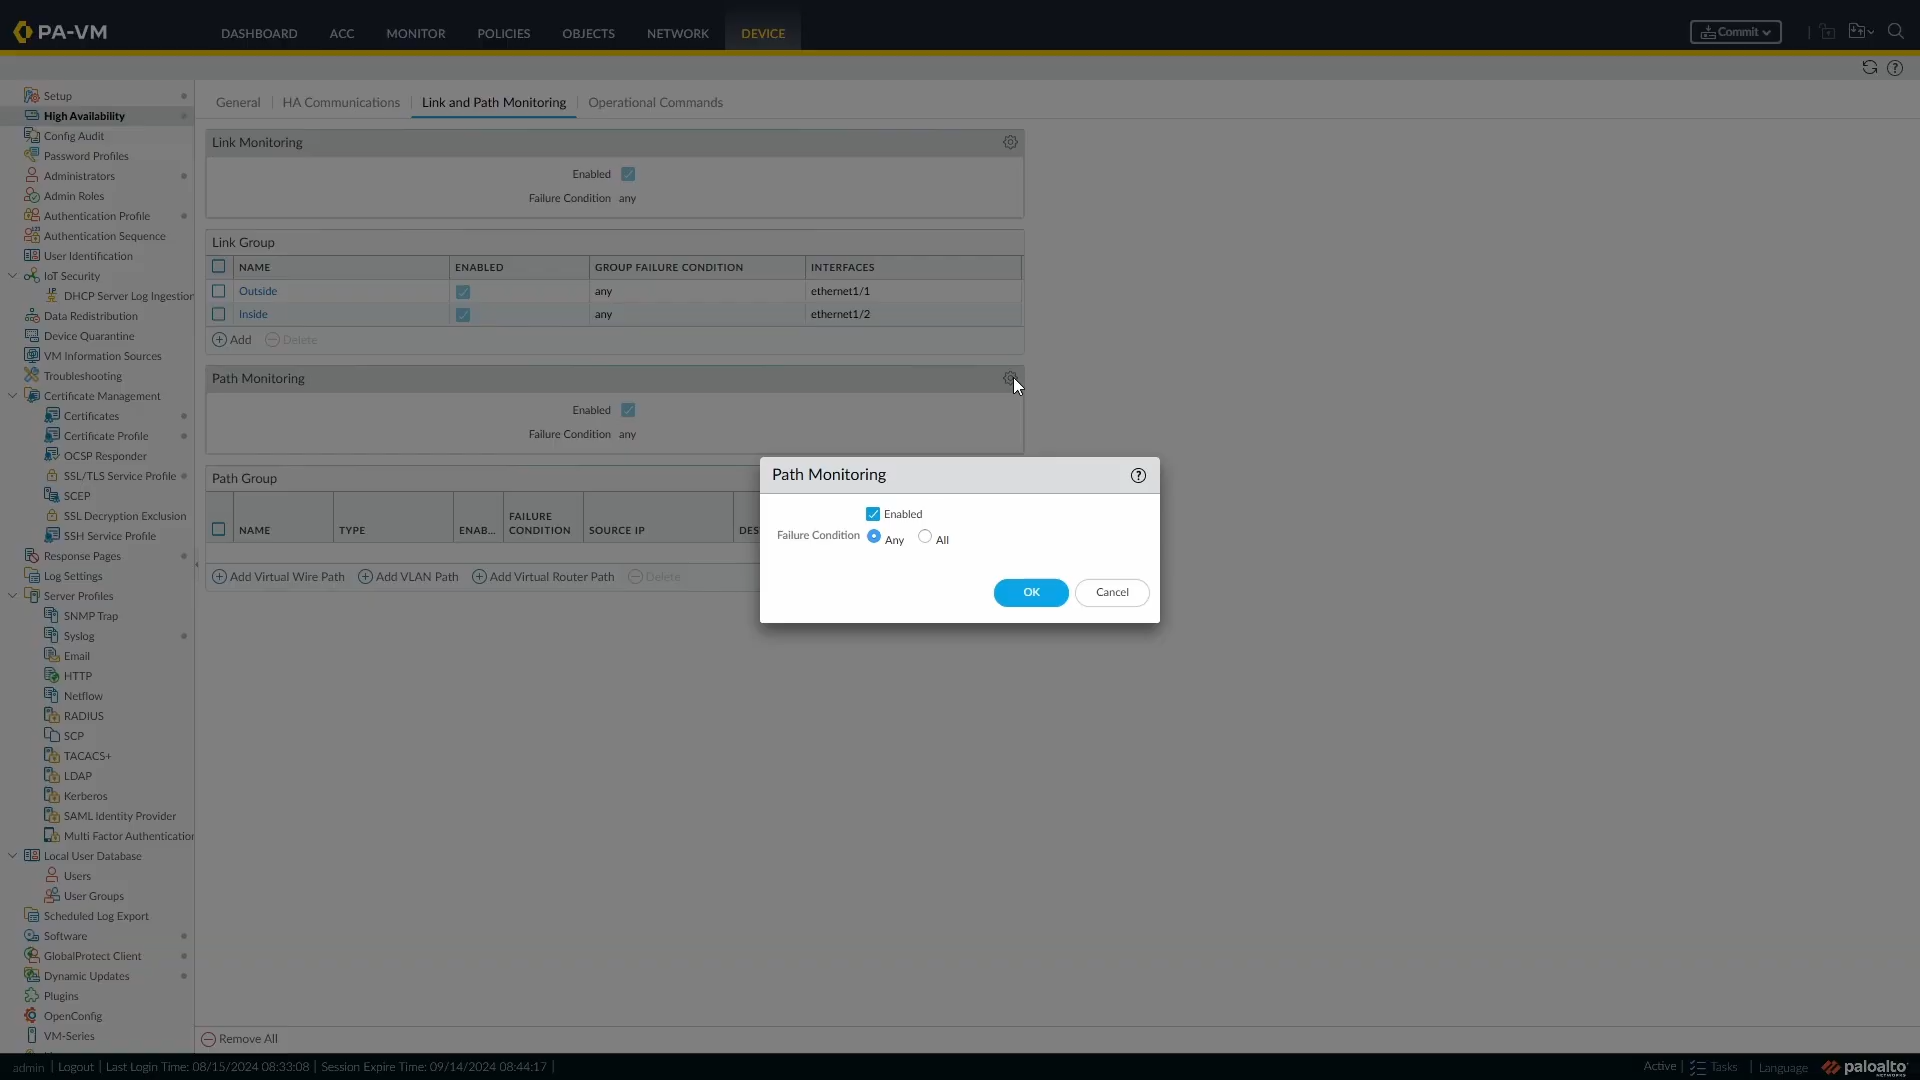 PA-VM
DASHBOARD ACC MONITOR POLICIES OBJECTS NETWORK DEVICE Commit
Setup
High Availability
Config Audit
Password Profiles
Administrators
Admin Roles
Authentication Profile
Authentication Sequence
User Identification
IoT Security
DHCP Server Log Ingestion
Data Redistribution
Device Quarantine
VM Information Sources
Troubleshooting
Certificate Management
Certificates
Certificate Profile
OCSP Responder
SSL/TLS Service Profile
SCEP
SSL Decryption Exclusion
SSH Service Profile
Response Pages
Log Settings
Server Profiles
SNMP Trap
Syslog
Email
HTTP
Netflow
RADIUS
SCP
TACACS+
LDAP
Kerberos
SAML Identity Provider
Multi Factor Authentication
Local User Database
Users
User Groups
Scheduled Log Export
Software
GlobalProtect Client
Dynamic Updates
Plugins
OpenConfig
VM-Series
General HA Communications Link and Path Monitoring Operational Commands
Link Monitoring
Enabled
Failure Condition any
Link Group
NAME ENABLED GROUP FAILURE CONDITION INTERFACES
Outside any ethernet1/1
Inside any ethernet1/2
Add Delete
Path Monitoring
Enabled
Failure Condition any
Path Group
NAME TYPE ENAB... FAILURE CONDITION SOURCE IP DES
Add Virtual Wire Path Add VLAN Path Add Virtual Router Path Delete
Path Monitoring ?
Enabled
Failure Condition Any All
OK Cancel
Remove All
admin | Logout | Last Login Time: 08/15/2024 08:33:08 | Session Expire Time: 09/14/2024 08:44:17 |
Active | Tasks | Language paloalto NETWORKS